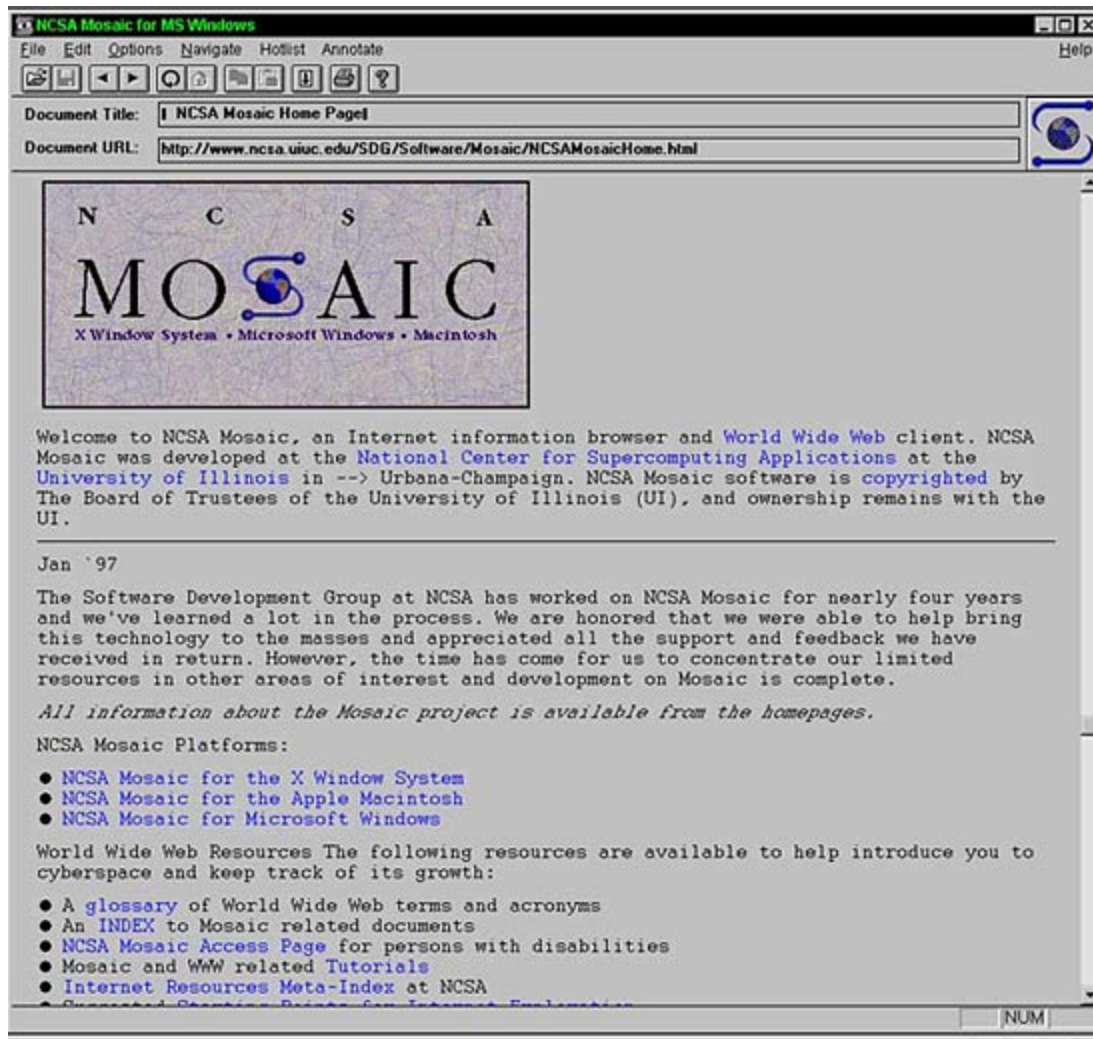 NCSA Mosaic for MS Windows
File Edit Options Navigate Hotlist Annotate Help
Document Title: NCSA Mosaic Home Page
Document URL: http://www.ncsa.uiuc.edu/SDG/Software/Mosaic/NCSAMosaicHome.html
N C S A
MOSAIC
X Window System • Microsoft Windows • Macintosh
Welcome to NCSA Mosaic, an Internet information browser and World Wide Web client. NCSA
Mosaic was developed at the National Center for Supercomputing Applications at the
University of Illinois in --> Urbana-Champaign. NCSA Mosaic software is copyrighted by
The Board of Trustees of the University of Illinois (UI), and ownership remains with the
UI.
Jan `97
The Software Development Group at NCSA has worked on NCSA Mosaic for nearly four years
and we've learned a lot in the process. We are honored that we were able to help bring
this technology to the masses and appreciated all the support and feedback we have
received in return. However, the time has come for us to concentrate our limited
resources in other areas of interest and development on Mosaic is complete.
All information about the Mosaic project is available from the homepages.
NCSA Mosaic Platforms:
● NCSA Mosaic for the X Window System
● NCSA Mosaic for the Apple Macintosh
● NCSA Mosaic for Microsoft Windows
World Wide Web Resources The following resources are available to help introduce you to
cyberspace and keep track of its growth:
● A glossary of World Wide Web terms and acronyms
● An INDEX to Mosaic related documents
● NCSA Mosaic Access Page for persons with disabilities
● Mosaic and WWW related Tutorials
● Internet Resources Meta-Index at NCSA
NUM